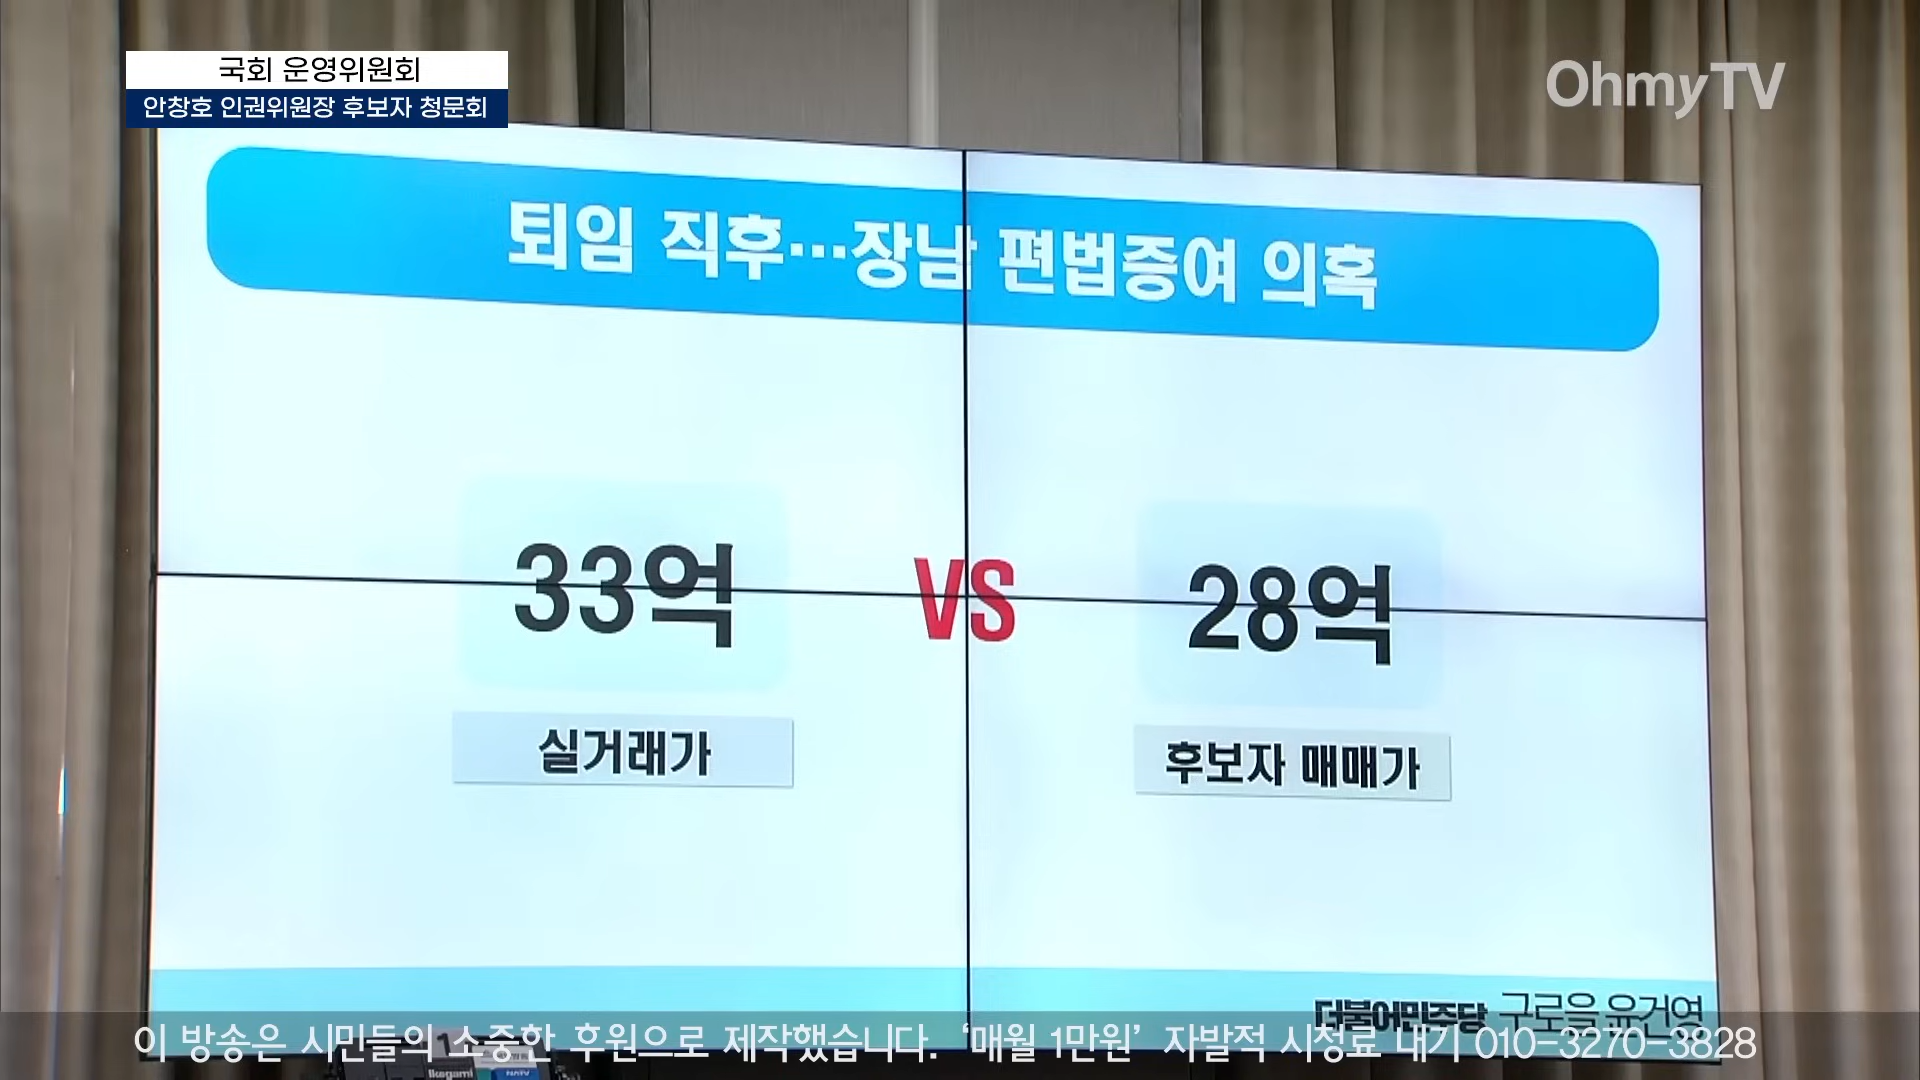 국회 운영위원회
안창호 인권위원장 후보자 청문회
OhmyTV
퇴임 직후…장남 편법증여 의혹
33억 VS 28억
실거래가
후보자 매매가
더불어민주당 구로을 윤건영
이 방송은 시민들의 소중한 후원으로 제작했습니다. ‘매월 1만원’ 자발적 시청료 내기 010-3270-3828
Ikegami
NATV